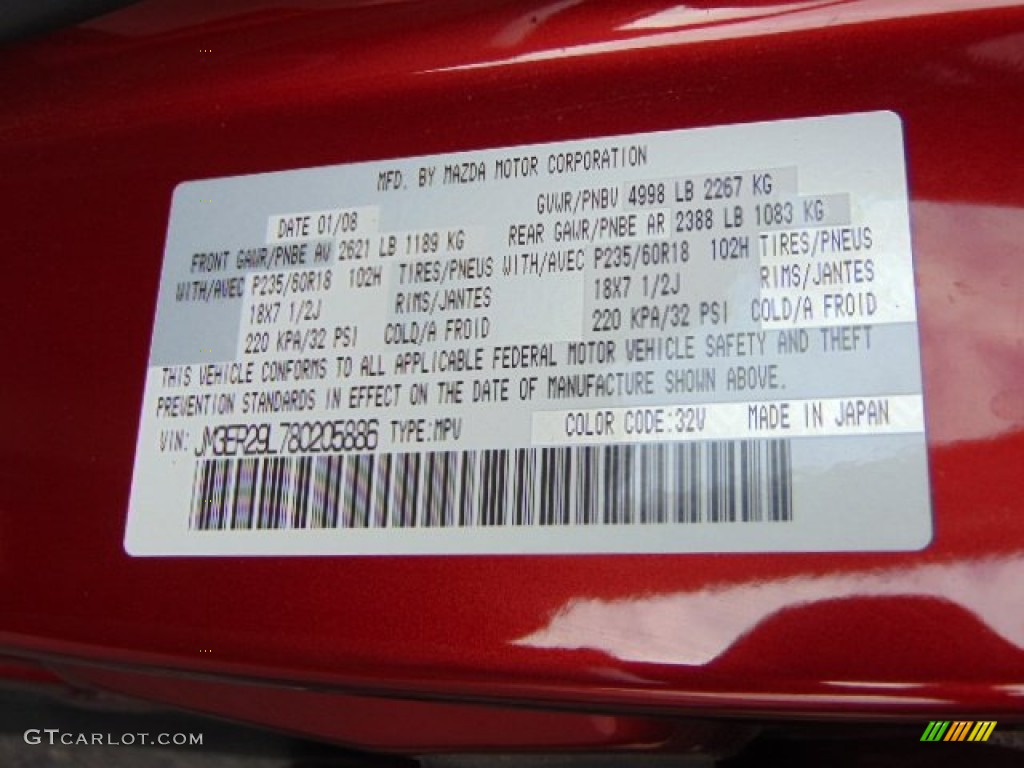 MFD. BY MAZDA MOTOR CORPORATION
DATE 01/08 GVWR/PNBV 4998 LB 2267 KG
FRONT GAWR/PNBE AV 2621 LB 1189 KG REAR GAWR/PNBE AR 2388 LB 1083 KG
WITH/AVEC P235/60R18 102H TIRES/PNEUS WITH/AVEC P235/60R18 102H TIRES/PNEUS
18X7 1/2J RIMS/JANTES 18X7 1/2J RIMS/JANTES
220 KPA/32 PSI COLD/A FROID 220 KPA/32 PSI COLD/A FROID
THIS VEHICLE CONFORMS TO ALL APPLICABLE FEDERAL MOTOR VEHICLE SAFETY AND THEFT
PREVENTION STANDARDS IN EFFECT ON THE DATE OF MANUFACTURE SHOWN ABOVE.
VIN: JM3ER29L780205886 TYPE:MPV COLOR CODE:32V MADE IN JAPAN
GTCARLOT.COM